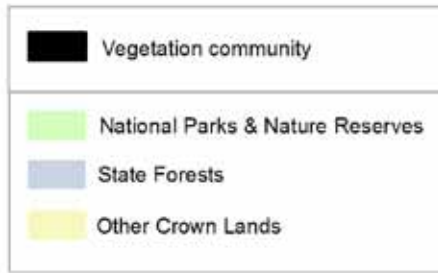 Vegetation community
National Parks & Nature Reserves
State Forests
Other Crown Lands